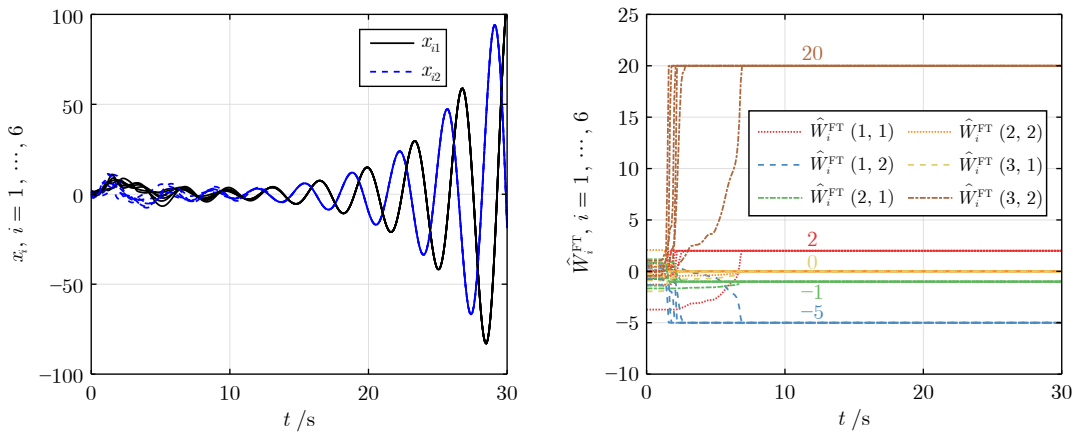 100
50
0
−50
−100
0
10
20
30
x_i, i = 1, ⋯, 6
t /s
x_{i1}
x_{i2}
25
20
15
10
5
0
−5
−10
0
10
20
30
Ŵ_i^{FT}, i = 1, ⋯, 6
t /s
20
Ŵ_i^{FT} (1, 1)
Ŵ_i^{FT} (2, 2)
Ŵ_i^{FT} (1, 2)
Ŵ_i^{FT} (3, 1)
Ŵ_i^{FT} (2, 1)
Ŵ_i^{FT} (3, 2)
2
0
−1
−5